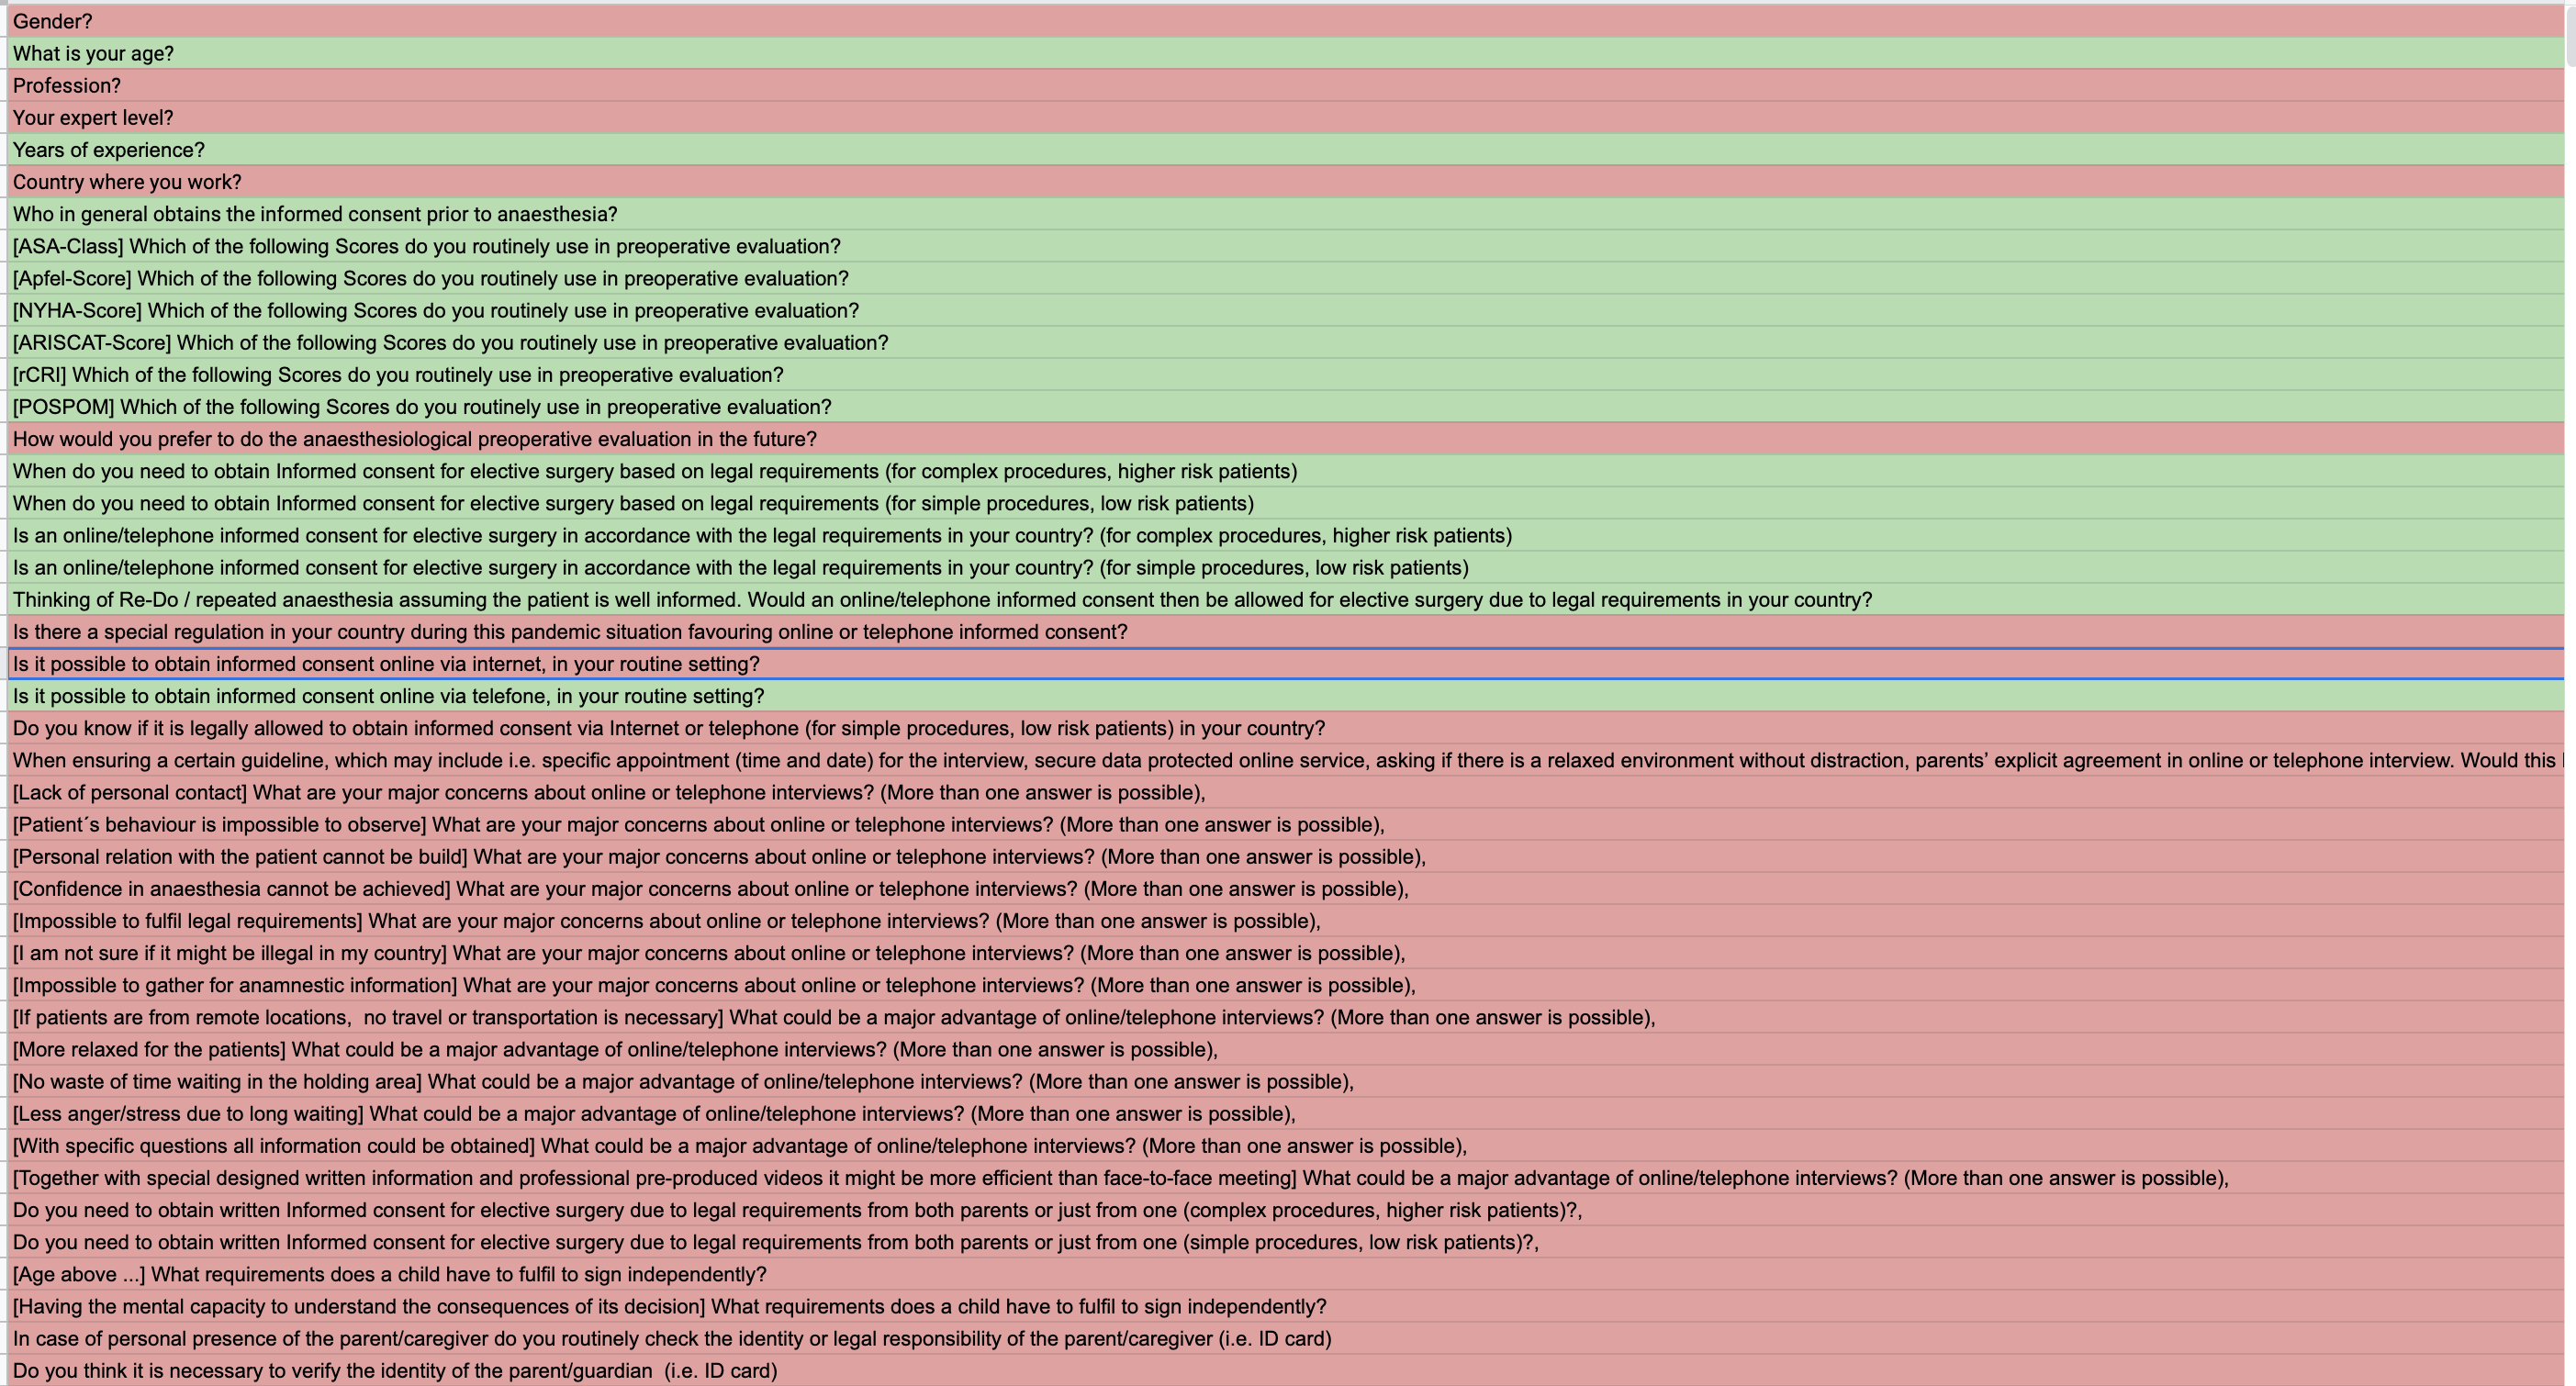 Gender?
What is your age?
Profession?
Your expert level?
Years of experience?
Country where you work?
Who in general obtains the informed consent prior to anaesthesia?
[ASA-Class] Which of the following Scores do you routinely use in preoperative evaluation?
[Apfel-Score] Which of the following Scores do you routinely use in preoperative evaluation?
[NYHA-Score] Which of the following Scores do you routinely use in preoperative evaluation?
[ARISCAT-Score] Which of the following Scores do you routinely use in preoperative evaluation?
[rCRI] Which of the following Scores do you routinely use in preoperative evaluation?
[POSPOM] Which of the following Scores do you routinely use in preoperative evaluation?
How would you prefer to do the anaesthesiological preoperative evaluation in the future?
When do you need to obtain Informed consent for elective surgery based on legal requirements (for complex procedures, higher risk patients)
When do you need to obtain Informed consent for elective surgery based on legal requirements (for simple procedures, low risk patients)
Is an online/telephone informed consent for elective surgery in accordance with the legal requirements in your country? (for complex procedures, higher risk patients)
Is an online/telephone informed consent for elective surgery in accordance with the legal requirements in your country? (for simple procedures, low risk patients)
Thinking of Re-Do / repeated anaesthesia assuming the patient is well informed. Would an online/telephone informed consent then be allowed for elective surgery due to legal requirements in your country?
Is there a special regulation in your country during this pandemic situation favouring online or telephone informed consent?
Is it possible to obtain informed consent online via internet, in your routine setting?
Is it possible to obtain informed consent online via telefone, in your routine setting?
Do you know if it is legally allowed to obtain informed consent via Internet or telephone (for simple procedures, low risk patients) in your country?
When ensuring a certain guideline, which may include i.e. specific appointment (time and date) for the interview, secure data protected online service, asking if there is a relaxed environment without distraction, parents’ explicit agreement in online or telephone interview. Would this
[Lack of personal contact] What are your major concerns about online or telephone interviews? (More than one answer is possible),
[Patient´s behaviour is impossible to observe] What are your major concerns about online or telephone interviews? (More than one answer is possible),
[Personal relation with the patient cannot be build] What are your major concerns about online or telephone interviews? (More than one answer is possible),
[Confidence in anaesthesia cannot be achieved] What are your major concerns about online or telephone interviews? (More than one answer is possible),
[Impossible to fulfil legal requirements] What are your major concerns about online or telephone interviews? (More than one answer is possible),
[I am not sure if it might be illegal in my country] What are your major concerns about online or telephone interviews? (More than one answer is possible),
[Impossible to gather for anamnestic information] What are your major concerns about online or telephone interviews? (More than one answer is possible),
[If patients are from remote locations,  no travel or transportation is necessary] What could be a major advantage of online/telephone interviews? (More than one answer is possible),
[More relaxed for the patients] What could be a major advantage of online/telephone interviews? (More than one answer is possible),
[No waste of time waiting in the holding area] What could be a major advantage of online/telephone interviews? (More than one answer is possible),
[Less anger/stress due to long waiting] What could be a major advantage of online/telephone interviews? (More than one answer is possible),
[With specific questions all information could be obtained] What could be a major advantage of online/telephone interviews? (More than one answer is possible),
[Together with special designed written information and professional pre-produced videos it might be more efficient than face-to-face meeting] What could be a major advantage of online/telephone interviews? (More than one answer is possible),
Do you need to obtain written Informed consent for elective surgery due to legal requirements from both parents or just from one (complex procedures, higher risk patients)?,
Do you need to obtain written Informed consent for elective surgery due to legal requirements from both parents or just from one (simple procedures, low risk patients)?,
[Age above ...] What requirements does a child have to fulfil to sign independently?
[Having the mental capacity to understand the consequences of its decision] What requirements does a child have to fulfil to sign independently?
In case of personal presence of the parent/caregiver do you routinely check the identity or legal responsibility of the parent/caregiver (i.e. ID card)
Do you think it is necessary to verify the identity of the parent/guardian  (i.e. ID card)